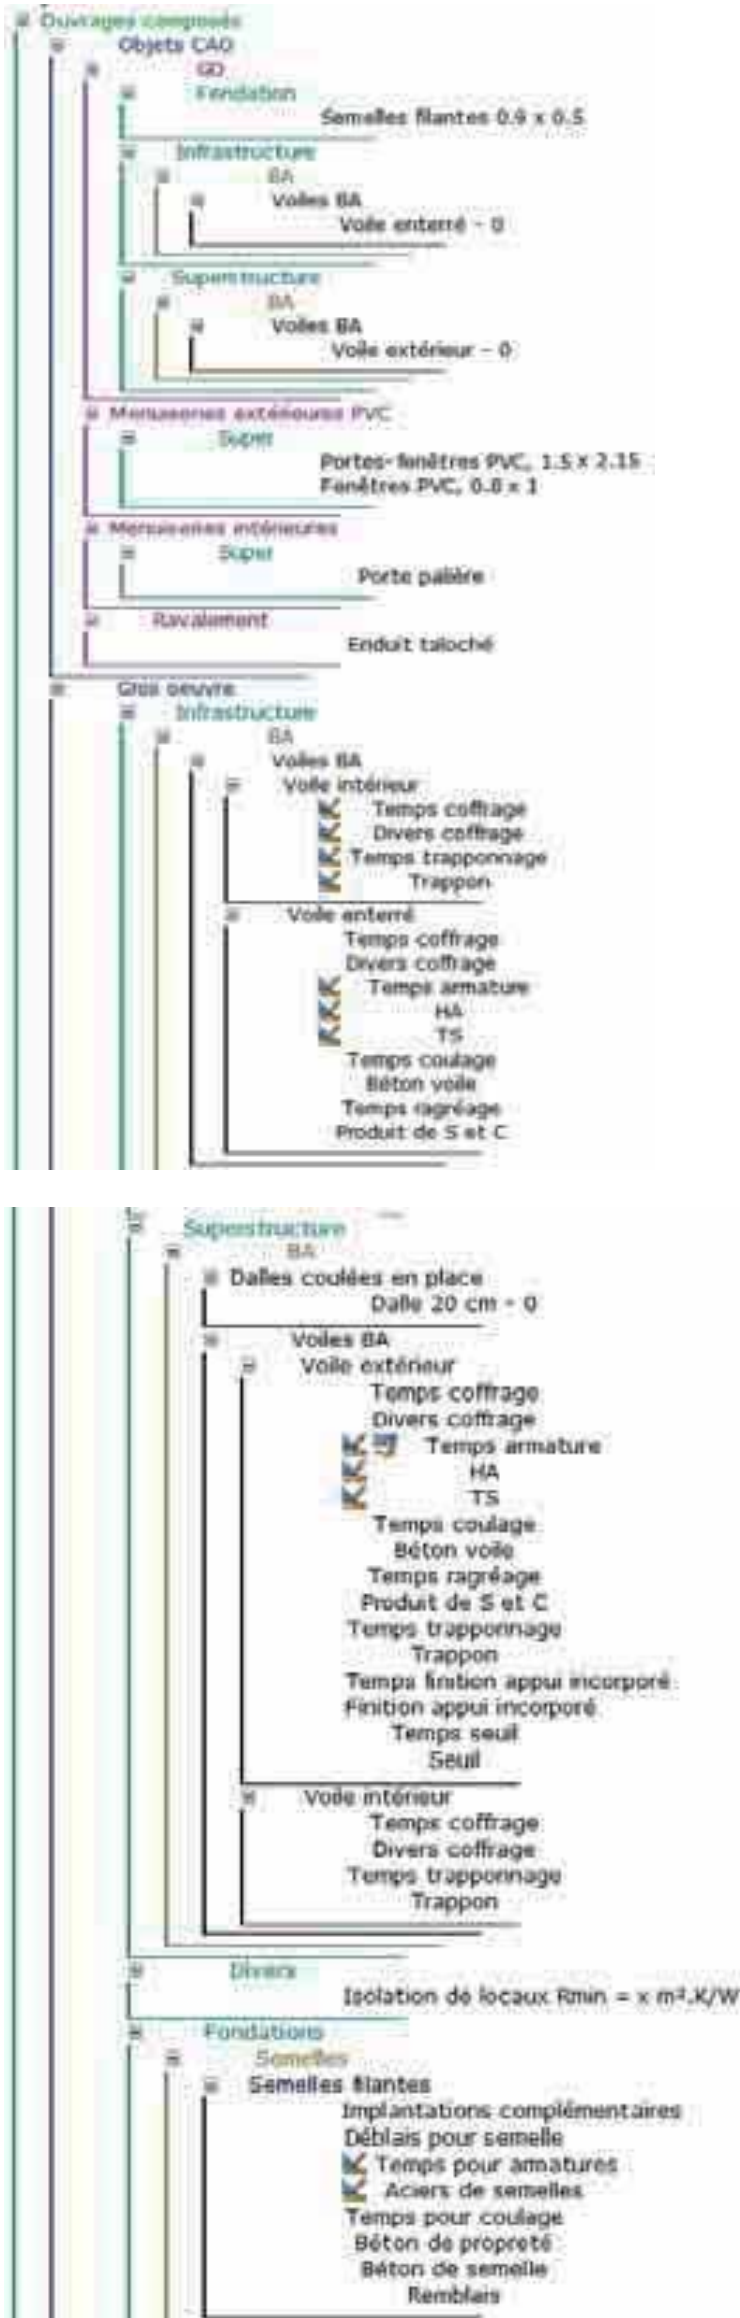 Ouvrages composés
Objets CAO
GO
Fondation
Semelles filantes 0.9 x 0.5
Infrastructure
BA
Voiles BA
Voile enterré - 0
Superstructure
BA
Voiles BA
Voile extérieur - 0
Menuiseries extérieures PVC
Super
Portes-fenêtres PVC, 1.5 x 2.15
Fenêtres PVC, 0.8 x 1
Menuiseries intérieures
Super
Porte palière
Ravalement
Enduit taloché
Gros oeuvre
Infrastructure
BA
Voiles BA
Voile intérieur
Temps coffrage
Divers coffrage
Temps trapponnage
Trappon
Voile enterré
Temps coffrage
Divers coffrage
Temps armature
HA
TS
Temps coulage
Béton voile
Temps ragréage
Produit de S et C
Superstructure
BA
Dalles coulées en place
Dalle 20 cm - 0
Voiles BA
Voile extérieur
Temps coffrage
Divers coffrage
Temps armature
HA
TS
Temps coulage
Béton voile
Temps ragréage
Produit de S et C
Temps trapponnage
Trappon
Temps finition appui incorporé
Finition appui incorporé
Temps seuil
Seuil
Voile intérieur
Temps coffrage
Divers coffrage
Temps trapponnage
Trappon
Divers
Isolation de locaux Rmin = x m².K/W
Fondations
Semelles
Semelles filantes
Implantations complémentaires
Déblais pour semelle
Temps pour armatures
Aciers de semelles
Temps pour coulage
Béton de propreté
Béton de semelle
Remblais